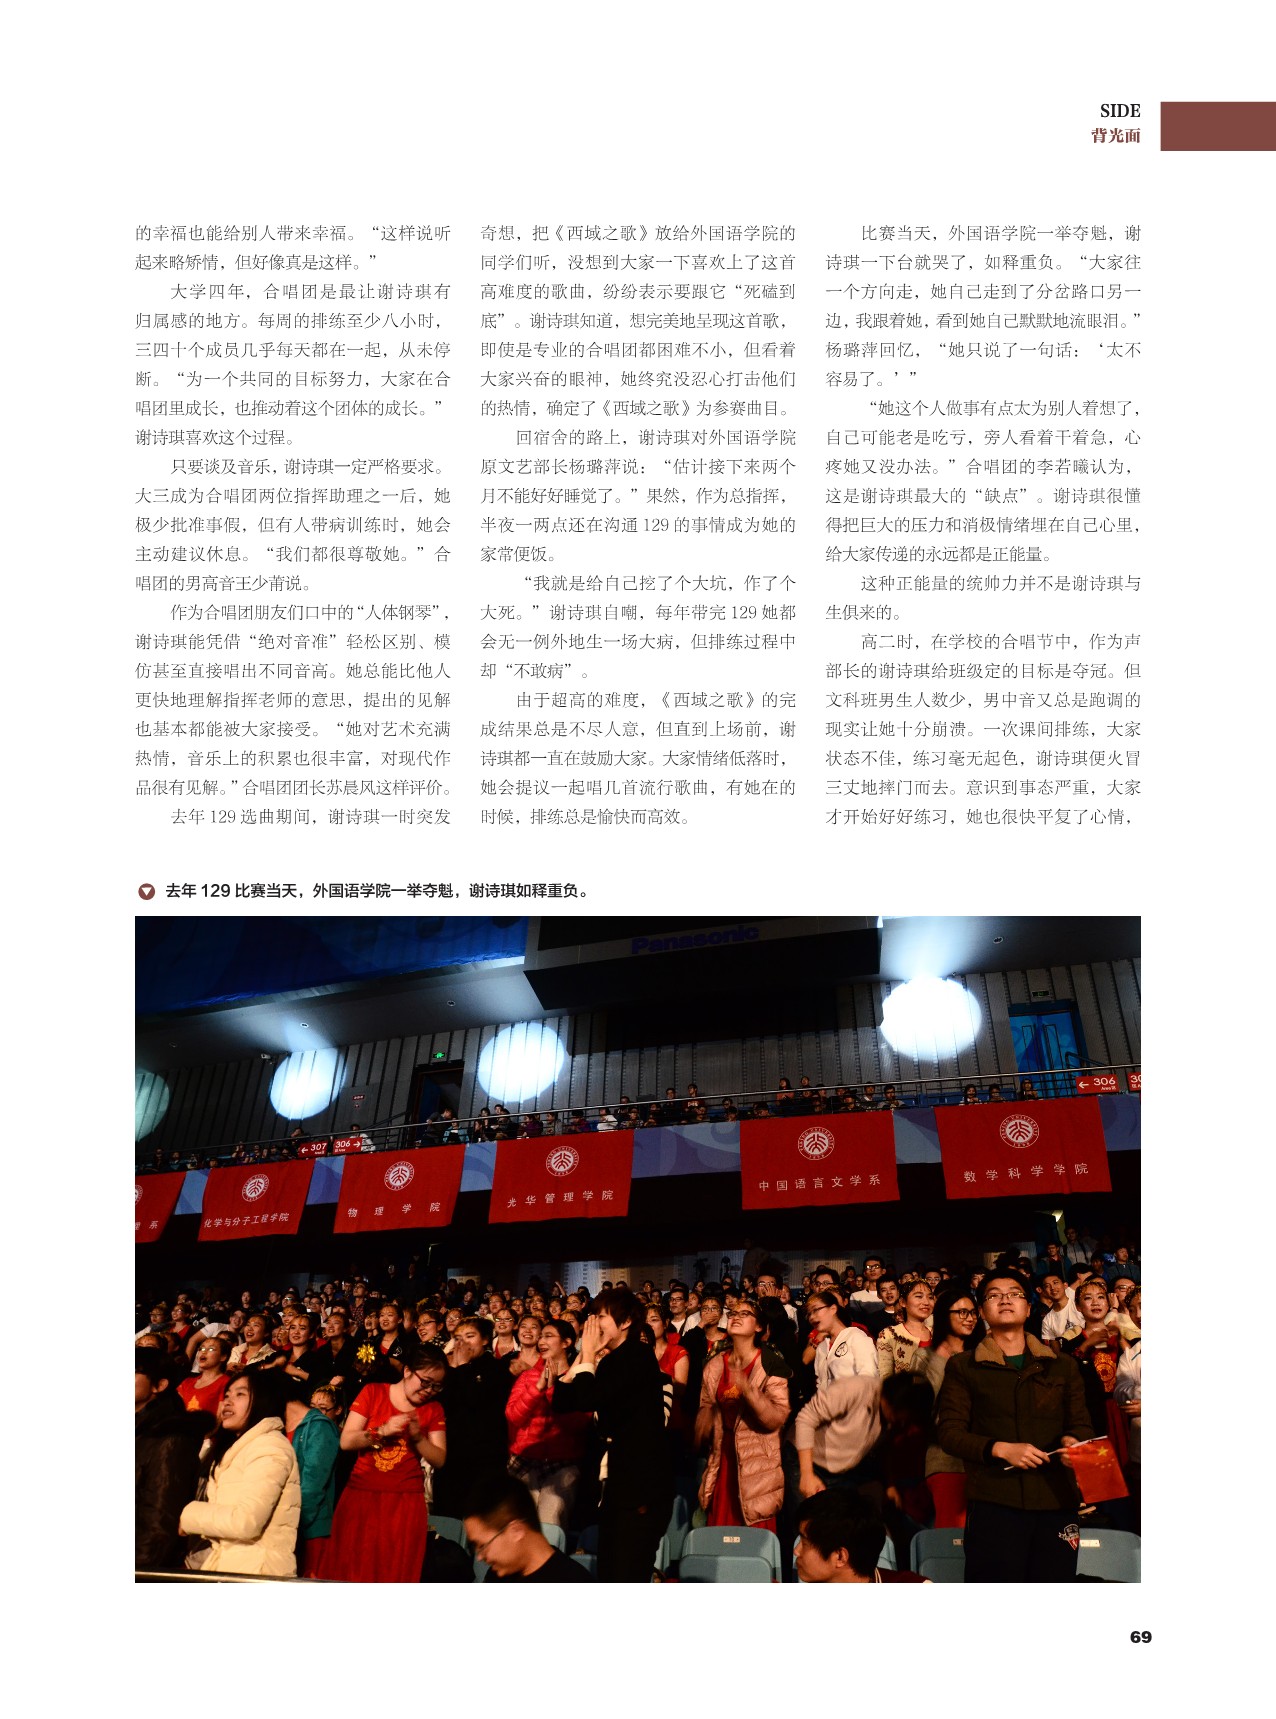 SIDE
背光面
的幸福也能给别人带来幸福。“这样说听
起来略矫情，但好像真是这样。”
大学四年，合唱团是最让谢诗琪有
归属感的地方。每周的排练至少八小时，
三四十个成员几乎每天都在一起，从未停
断。“为一个共同的目标努力，大家在合
唱团里成长，也推动着这个团体的成长。”
谢诗琪喜欢这个过程。
只要谈及音乐，谢诗琪一定严格要求。
大三成为合唱团两位指挥助理之一后，她
极少批准事假，但有人带病训练时，她会
主动建议休息。“我们都很尊敬她。”合
唱团的男高音王少莆说。
作为合唱团朋友们口中的“人体钢琴”，
谢诗琪能凭借“绝对音准”轻松区别、模
仿甚至直接唱出不同音高。她总能比他人
更快地理解指挥老师的意思，提出的见解
也基本都能被大家接受。“她对艺术充满
热情，音乐上的积累也很丰富，对现代作
品很有见解。”合唱团团长苏晨风这样评价。
去年 129 选曲期间，谢诗琪一时突发
奇想，把《西域之歌》放给外国语学院的
同学们听，没想到大家一下喜欢上了这首
高难度的歌曲，纷纷表示要跟它“死磕到
底”。谢诗琪知道，想完美地呈现这首歌，
即使是专业的合唱团都困难不小，但看着
大家兴奋的眼神，她终究没忍心打击他们
的热情，确定了《西域之歌》为参赛曲目。
回宿舍的路上，谢诗琪对外国语学院
原文艺部长杨璐萍说：“估计接下来两个
月不能好好睡觉了。”果然，作为总指挥，
半夜一两点还在沟通 129 的事情成为她的
家常便饭。
“我就是给自己挖了个大坑，作了个
大死。”谢诗琪自嘲，每年带完 129 她都
会无一例外地生一场大病，但排练过程中
却“不敢病”。
由于超高的难度，《西域之歌》的完
成结果总是不尽人意，但直到上场前，谢
诗琪都一直在鼓励大家。大家情绪低落时，
她会提议一起唱几首流行歌曲，有她在的
时候，排练总是愉快而高效。
比赛当天，外国语学院一举夺魁，谢
诗琪一下台就哭了，如释重负。“大家往
一个方向走，她自己走到了分岔路口另一
边，我跟着她，看到她自己默默地流眼泪。”
杨璐萍回忆，“她只说了一句话：‘太不
容易了。’”
“她这个人做事有点太为别人着想了，
自己可能老是吃亏，旁人看着干着急，心
疼她又没办法。”合唱团的李若曦认为，
这是谢诗琪最大的“缺点”。谢诗琪很懂
得把巨大的压力和消极情绪埋在自己心里，
给大家传递的永远都是正能量。
这种正能量的统帅力并不是谢诗琪与
生俱来的。
高二时，在学校的合唱节中，作为声
部长的谢诗琪给班级定的目标是夺冠。但
文科班男生人数少，男中音又总是跑调的
现实让她十分崩溃。一次课间排练，大家
状态不佳，练习毫无起色，谢诗琪便火冒
三丈地摔门而去。意识到事态严重，大家
才开始好好练习，她也很快平复了心情，
去年 129 比赛当天，外国语学院一举夺魁，谢诗琪如释重负。
Panasonic
← 306
← 307
306 →
化学与分子工程学院
物理学院
光华管理学院
中国语言文学系
数学科学学院
69